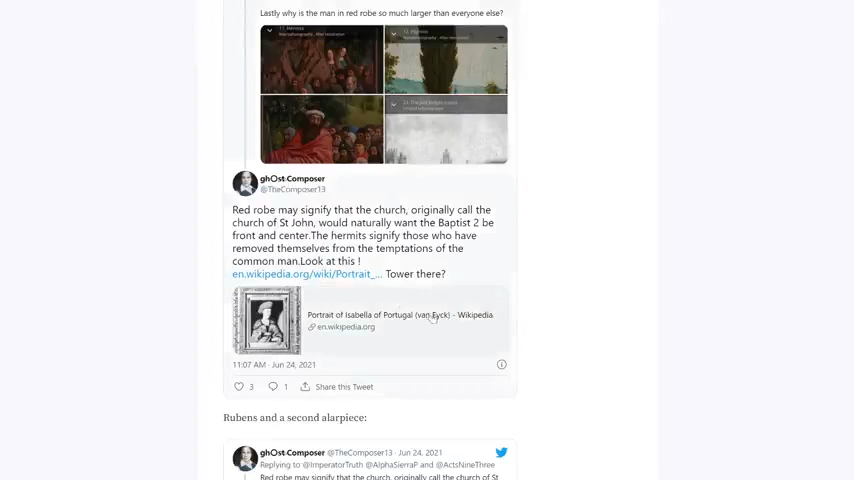 Lastly why is the man in red robe so much larger than everyone else?
ghOst-Composer
@TheComposer13
Red robe may signify that the church, originally call the
church of St John, would naturally want the Baptist 2 be
front and center.The hermits signify those who have
removed themselves from the temptations of the
common man.Look at this !
en.wikipedia.org/wiki/Portrait_... Tower there?
Portrait of Isabella of Portugal (van Eyck) - Wikipedia
en.wikipedia.org
11:07 AM · Jun 24, 2021
3 1 Share this Tweet
Rubens and a second alarpiece:
ghOst-Composer @TheComposer13 · Jun 24, 2021
Replying to @ImperatorTruth @AlphaSierraP and @ActsNineThree
Red robe may signify that the church, originally call the church of St